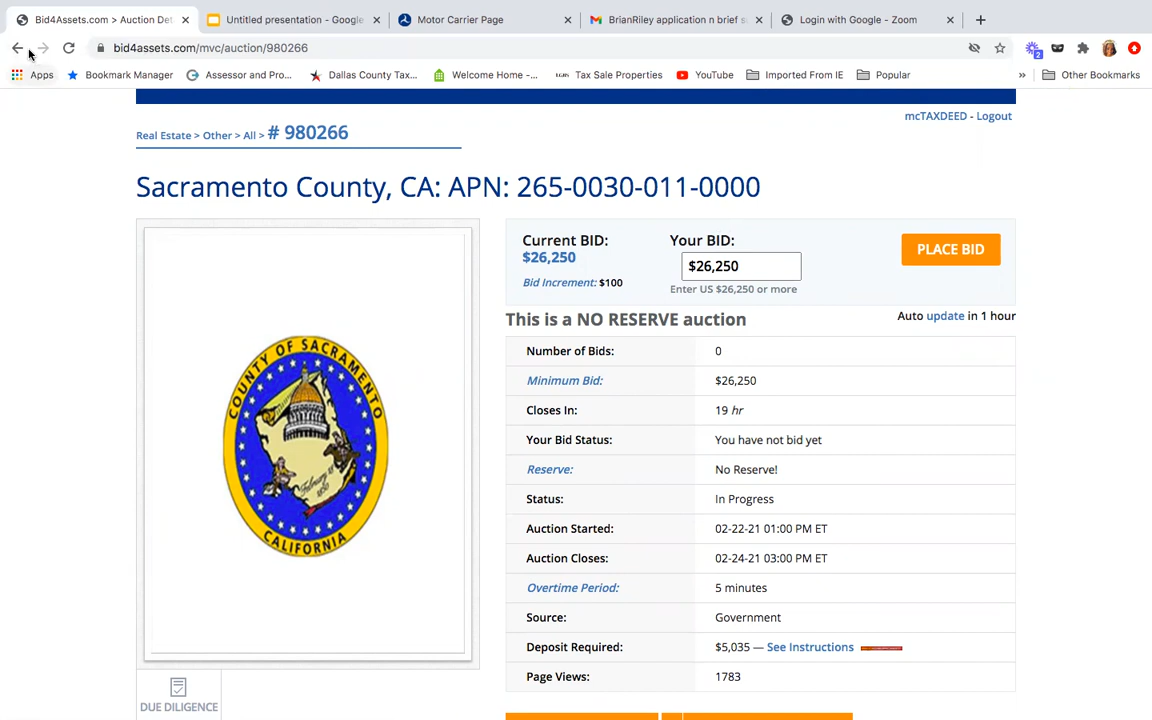 Bid4Assets.com > Auction Det
Untitled presentation - Google
Motor Carrier Page
BrianRiley application n brief s
Login with Google - Zoom
bid4assets.com/mvc/auction/980266
2
Apps
Bookmark Manager
Assessor and Pro...
Dallas County Tax...
Welcome Home -...
Tax Sale Properties
YouTube
Imported From IE
Popular
»
Other Bookmarks
mcTAXDEED - Logout
Real Estate > Other > All > # 980266
Sacramento County, CA: APN: 265-0030-011-0000
COUNTY OF SACRAMENTO
February 18
1850
CALIFORNIA
DUE DILIGENCE
Current BID:
$26,250
Bid Increment: $100
Your BID:
$26,250
Enter US $26,250 or more
PLACE BID
This is a NO RESERVE auction
Auto update in 1 hour
Number of Bids: 0
Minimum Bid: $26,250
Closes In: 19 hr
Your Bid Status: You have not bid yet
Reserve: No Reserve!
Status: In Progress
Auction Started: 02-22-21 01:00 PM ET
Auction Closes: 02-24-21 03:00 PM ET
Overtime Period: 5 minutes
Source: Government
Deposit Required: $5,035 — See Instructions
Page Views: 1783